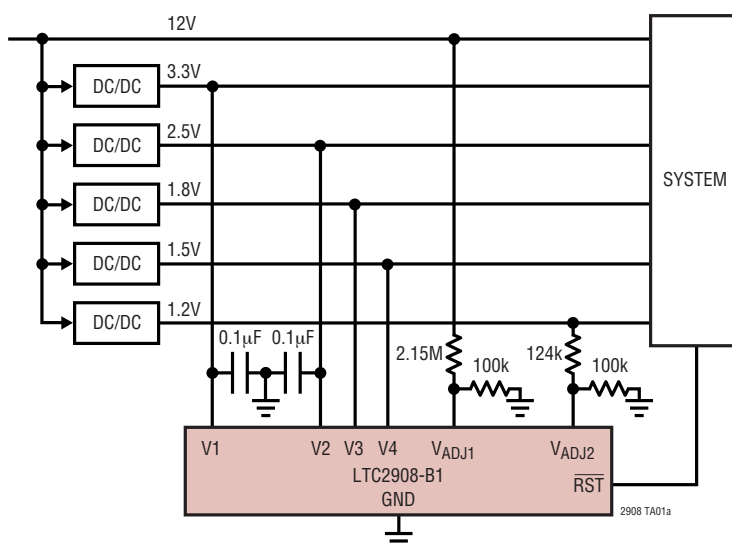 12V
DC/DC 3.3V
DC/DC 2.5V
DC/DC 1.8V
DC/DC 1.5V
DC/DC 1.2V
SYSTEM
0.1μF 0.1μF
2.15M 100k
124k 100k
V1 V2 V3 V4 VADJ1 VADJ2
LTC2908-B1
RST
GND
2908 TA01a